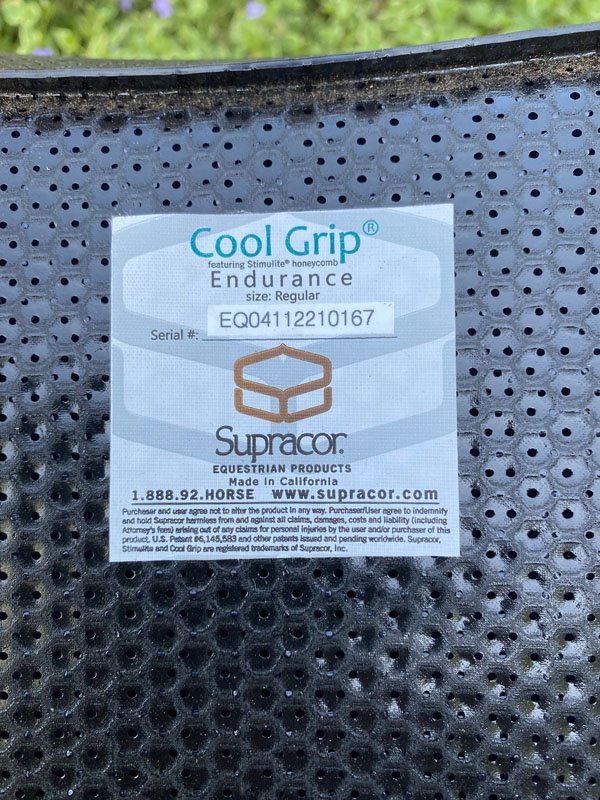 Cool Grip®
featuring Stimulite® honeycomb
Endurance
size: Regular
Serial #: EQ04112210167
Supracor.
EQUESTRIAN PRODUCTS
Made in California
1.888.92.HORSE www.supracor.com
Purchaser and user agree not to alter the product in any way. Purchaser/User agree to indemnify
and hold Supracor harmless from and against all claims, damages, costs and liability (including
Attorney's fees) arising out of any claims for personal injuries by the user and/or purchaser of this
product. U.S. Patent #6,145,583 and other patents issued and pending worldwide. Supracor,
Stimulite and Cool Grip are registered trademarks of Supracor, Inc.